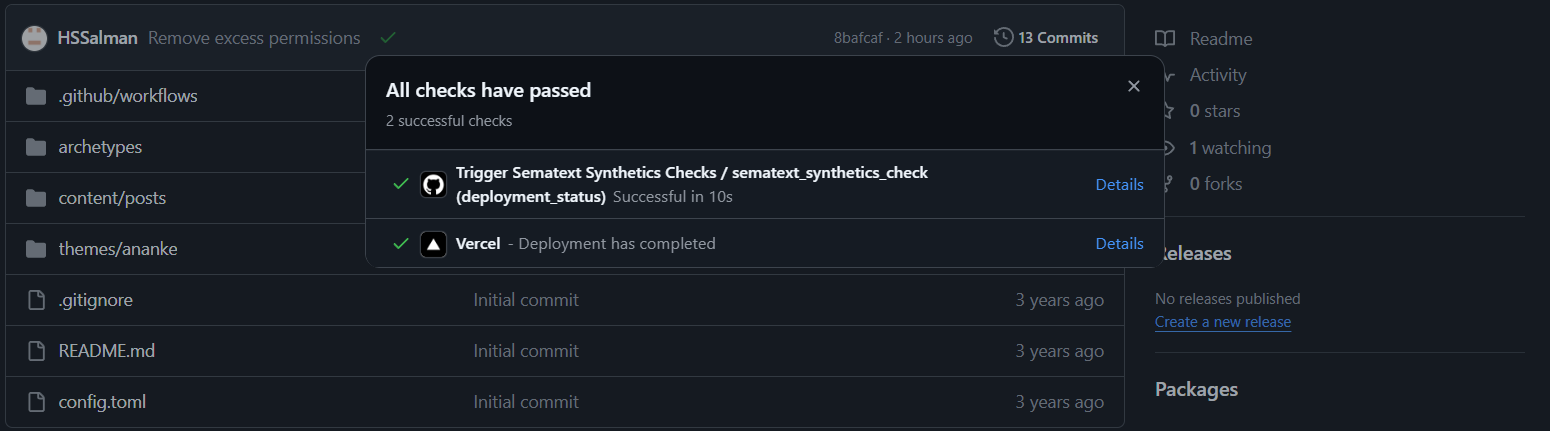 HSSalman Remove excess permissions 8bafcaf · 2 hours ago 13 Commits
Readme
Activity
0 stars
1 watching
0 forks
Releases
No releases published
Create a new release
Packages
All checks have passed
2 successful checks
Trigger Sematext Synthetics Checks / sematext_synthetics_check
(deployment_status) Successful in 10s Details
Vercel - Deployment has completed Details
.github/workflows
archetypes
content/posts
themes/ananke
.gitignore Initial commit 3 years ago
README.md Initial commit 3 years ago
config.toml Initial commit 3 years ago